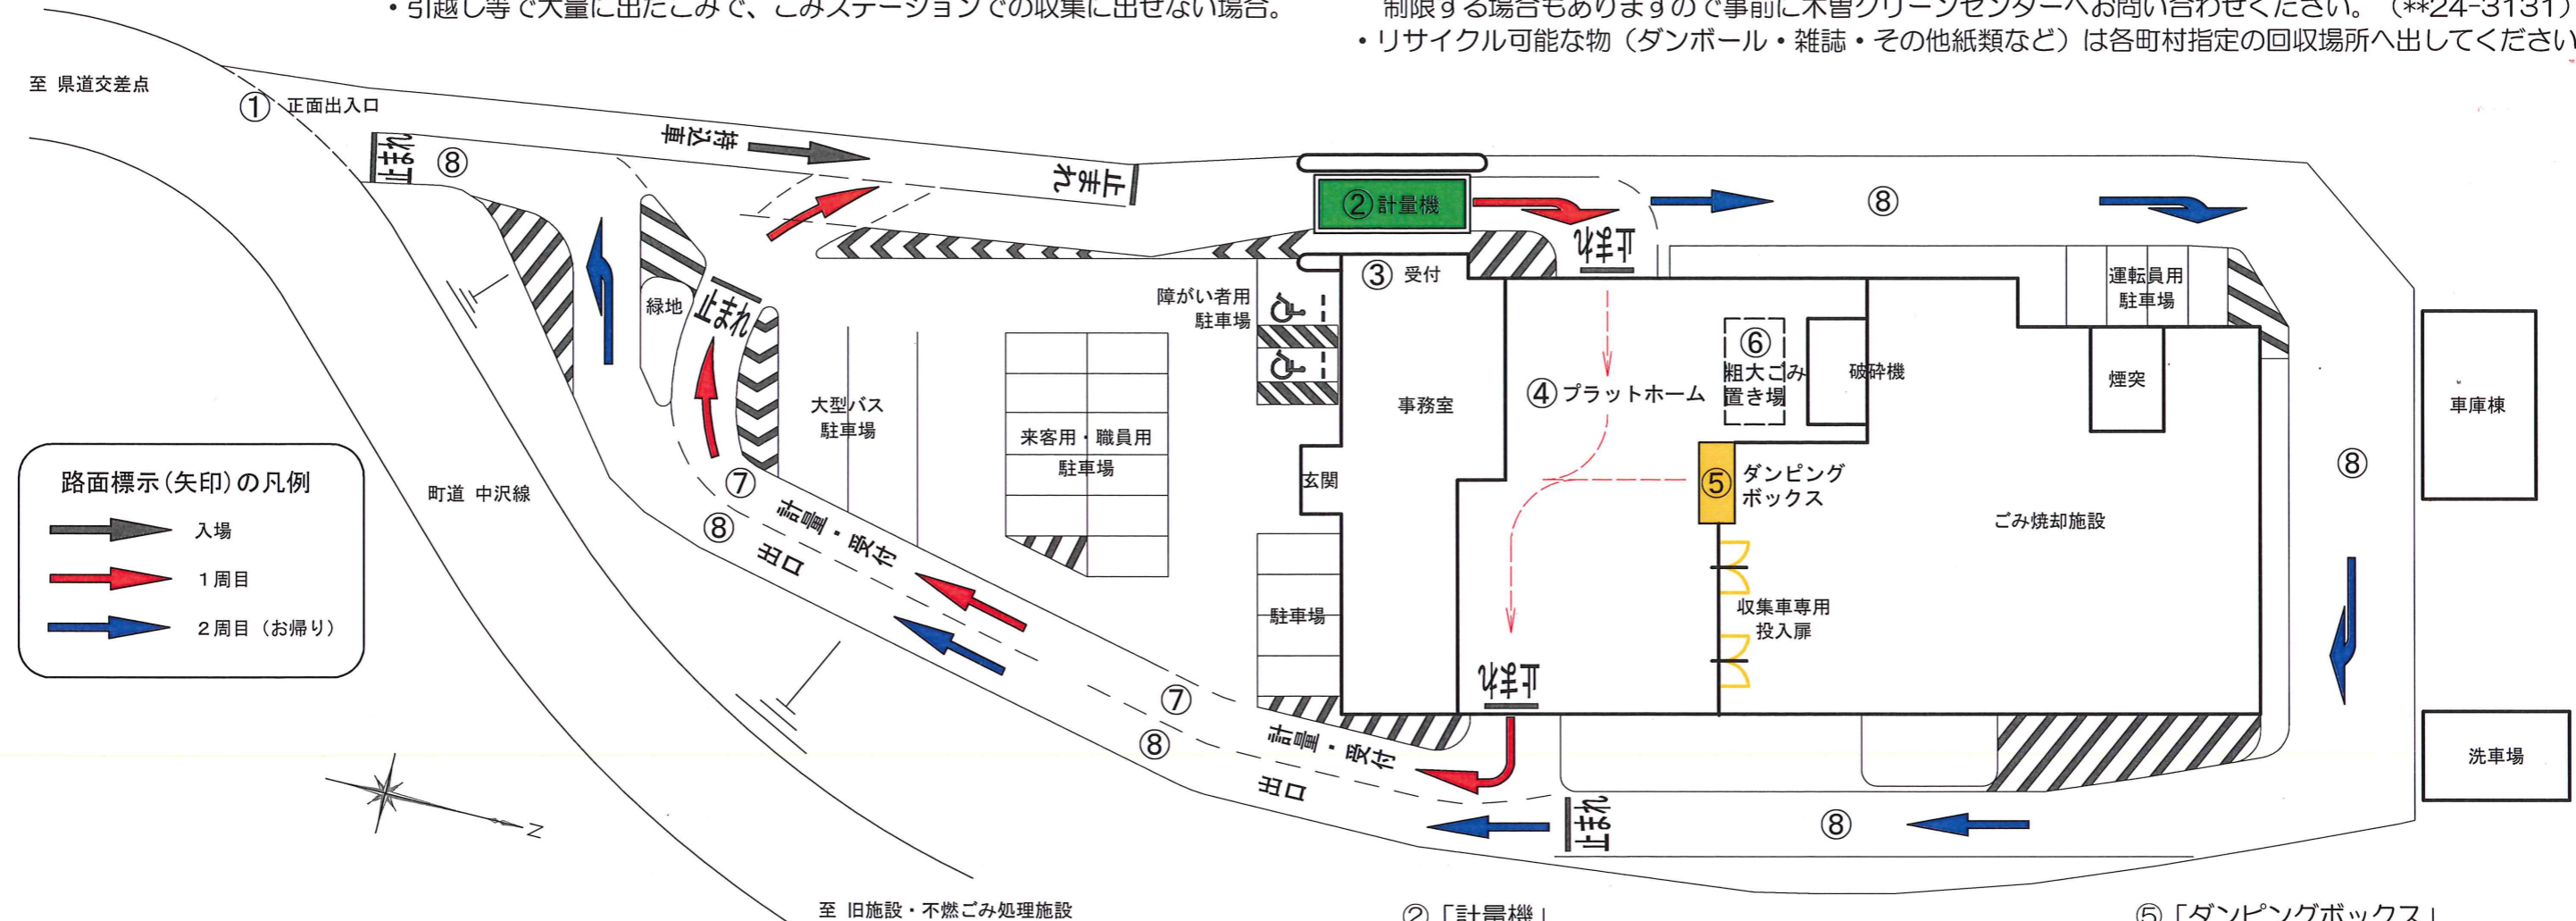 ・引越し等で大量に出たごみで、ごみステーションでの収集に出せない場合。
制限する場合もありますので事前に木曽クリーンセンターへお問い合わせください。（**24-3131）
・リサイクル可能な物（ダンボール・雑誌・その他紙類など）は各町村指定の回収場所へ出してください
至 県道交差点
① 正面出入口
止まれ
⑧
持込車
止まれ
② 計量機
⑧
止まれ
③ 受付
運転員用
駐車場
緑地
止まれ
障がい者用
駐車場
⑥
粗大ごみ
置き場
破砕機
煙突
車庫棟
大型バス
駐車場
事務室
④ プラットホーム
来客用・職員用
駐車場
路面標示(矢印)の凡例
入場
1周目
2周目（お帰り）
町道 中沢線
玄関
⑤ ダンピング
ボックス
⑧
⑦
計量・受付
⑧
出口
ごみ焼却施設
収集車専用
投入扉
駐車場
止まれ
⑦
計量・受付
⑧
出口
洗車場
止まれ
⑧
N
至 旧施設・不燃ごみ処理施設
②「計量機」
⑤「ダンピングボックス」